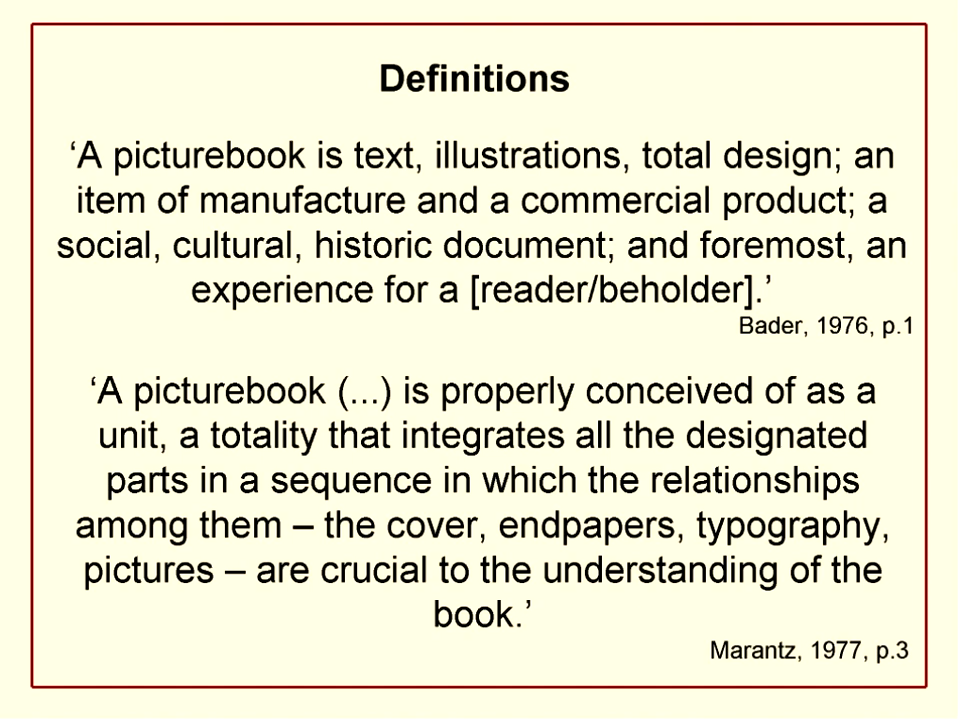 Definitions
‘A picturebook is text, illustrations, total design; an
item of manufacture and a commercial product; a
social, cultural, historic document; and foremost, an
experience for a [reader/beholder].’
Bader, 1976, p.1
‘A picturebook (...) is properly conceived of as a
unit, a totality that integrates all the designated
parts in a sequence in which the relationships
among them – the cover, endpapers, typography,
pictures – are crucial to the understanding of the
book.’
Marantz, 1977, p.3